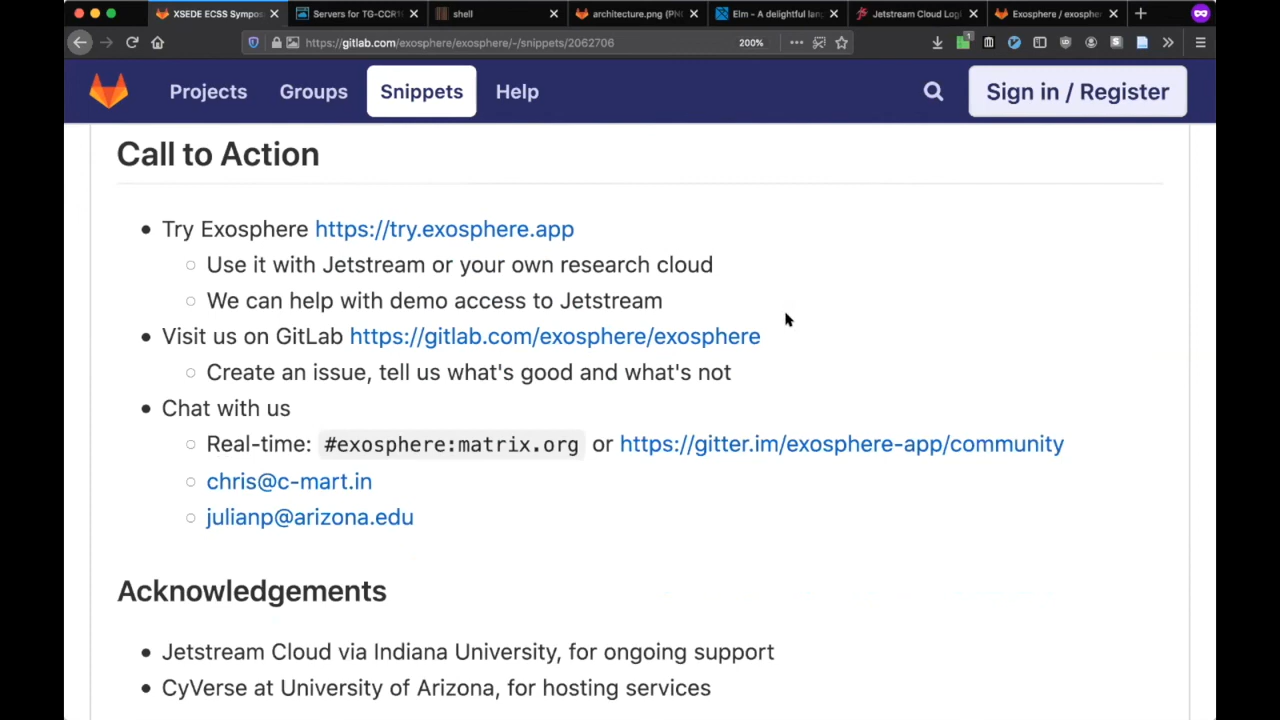 XSEDE ECSS Sympos
Servers for TG-CCR1
shell
architecture.png (PN
Elm - A delightful lan
Jetstream Cloud Logi
Exosphere / exosphe
https://gitlab.com/exosphere/exosphere/-/snippets/2062706
200%
Projects
Groups
Snippets
Help
Sign in / Register
Call to Action
Try Exosphere https://try.exosphere.app
Use it with Jetstream or your own research cloud
We can help with demo access to Jetstream
Visit us on GitLab https://gitlab.com/exosphere/exosphere
Create an issue, tell us what's good and what's not
Chat with us
Real-time: #exosphere:matrix.org or https://gitter.im/exosphere-app/community
chris@c-mart.in
julianp@arizona.edu
Acknowledgements
Jetstream Cloud via Indiana University, for ongoing support
CyVerse at University of Arizona, for hosting services